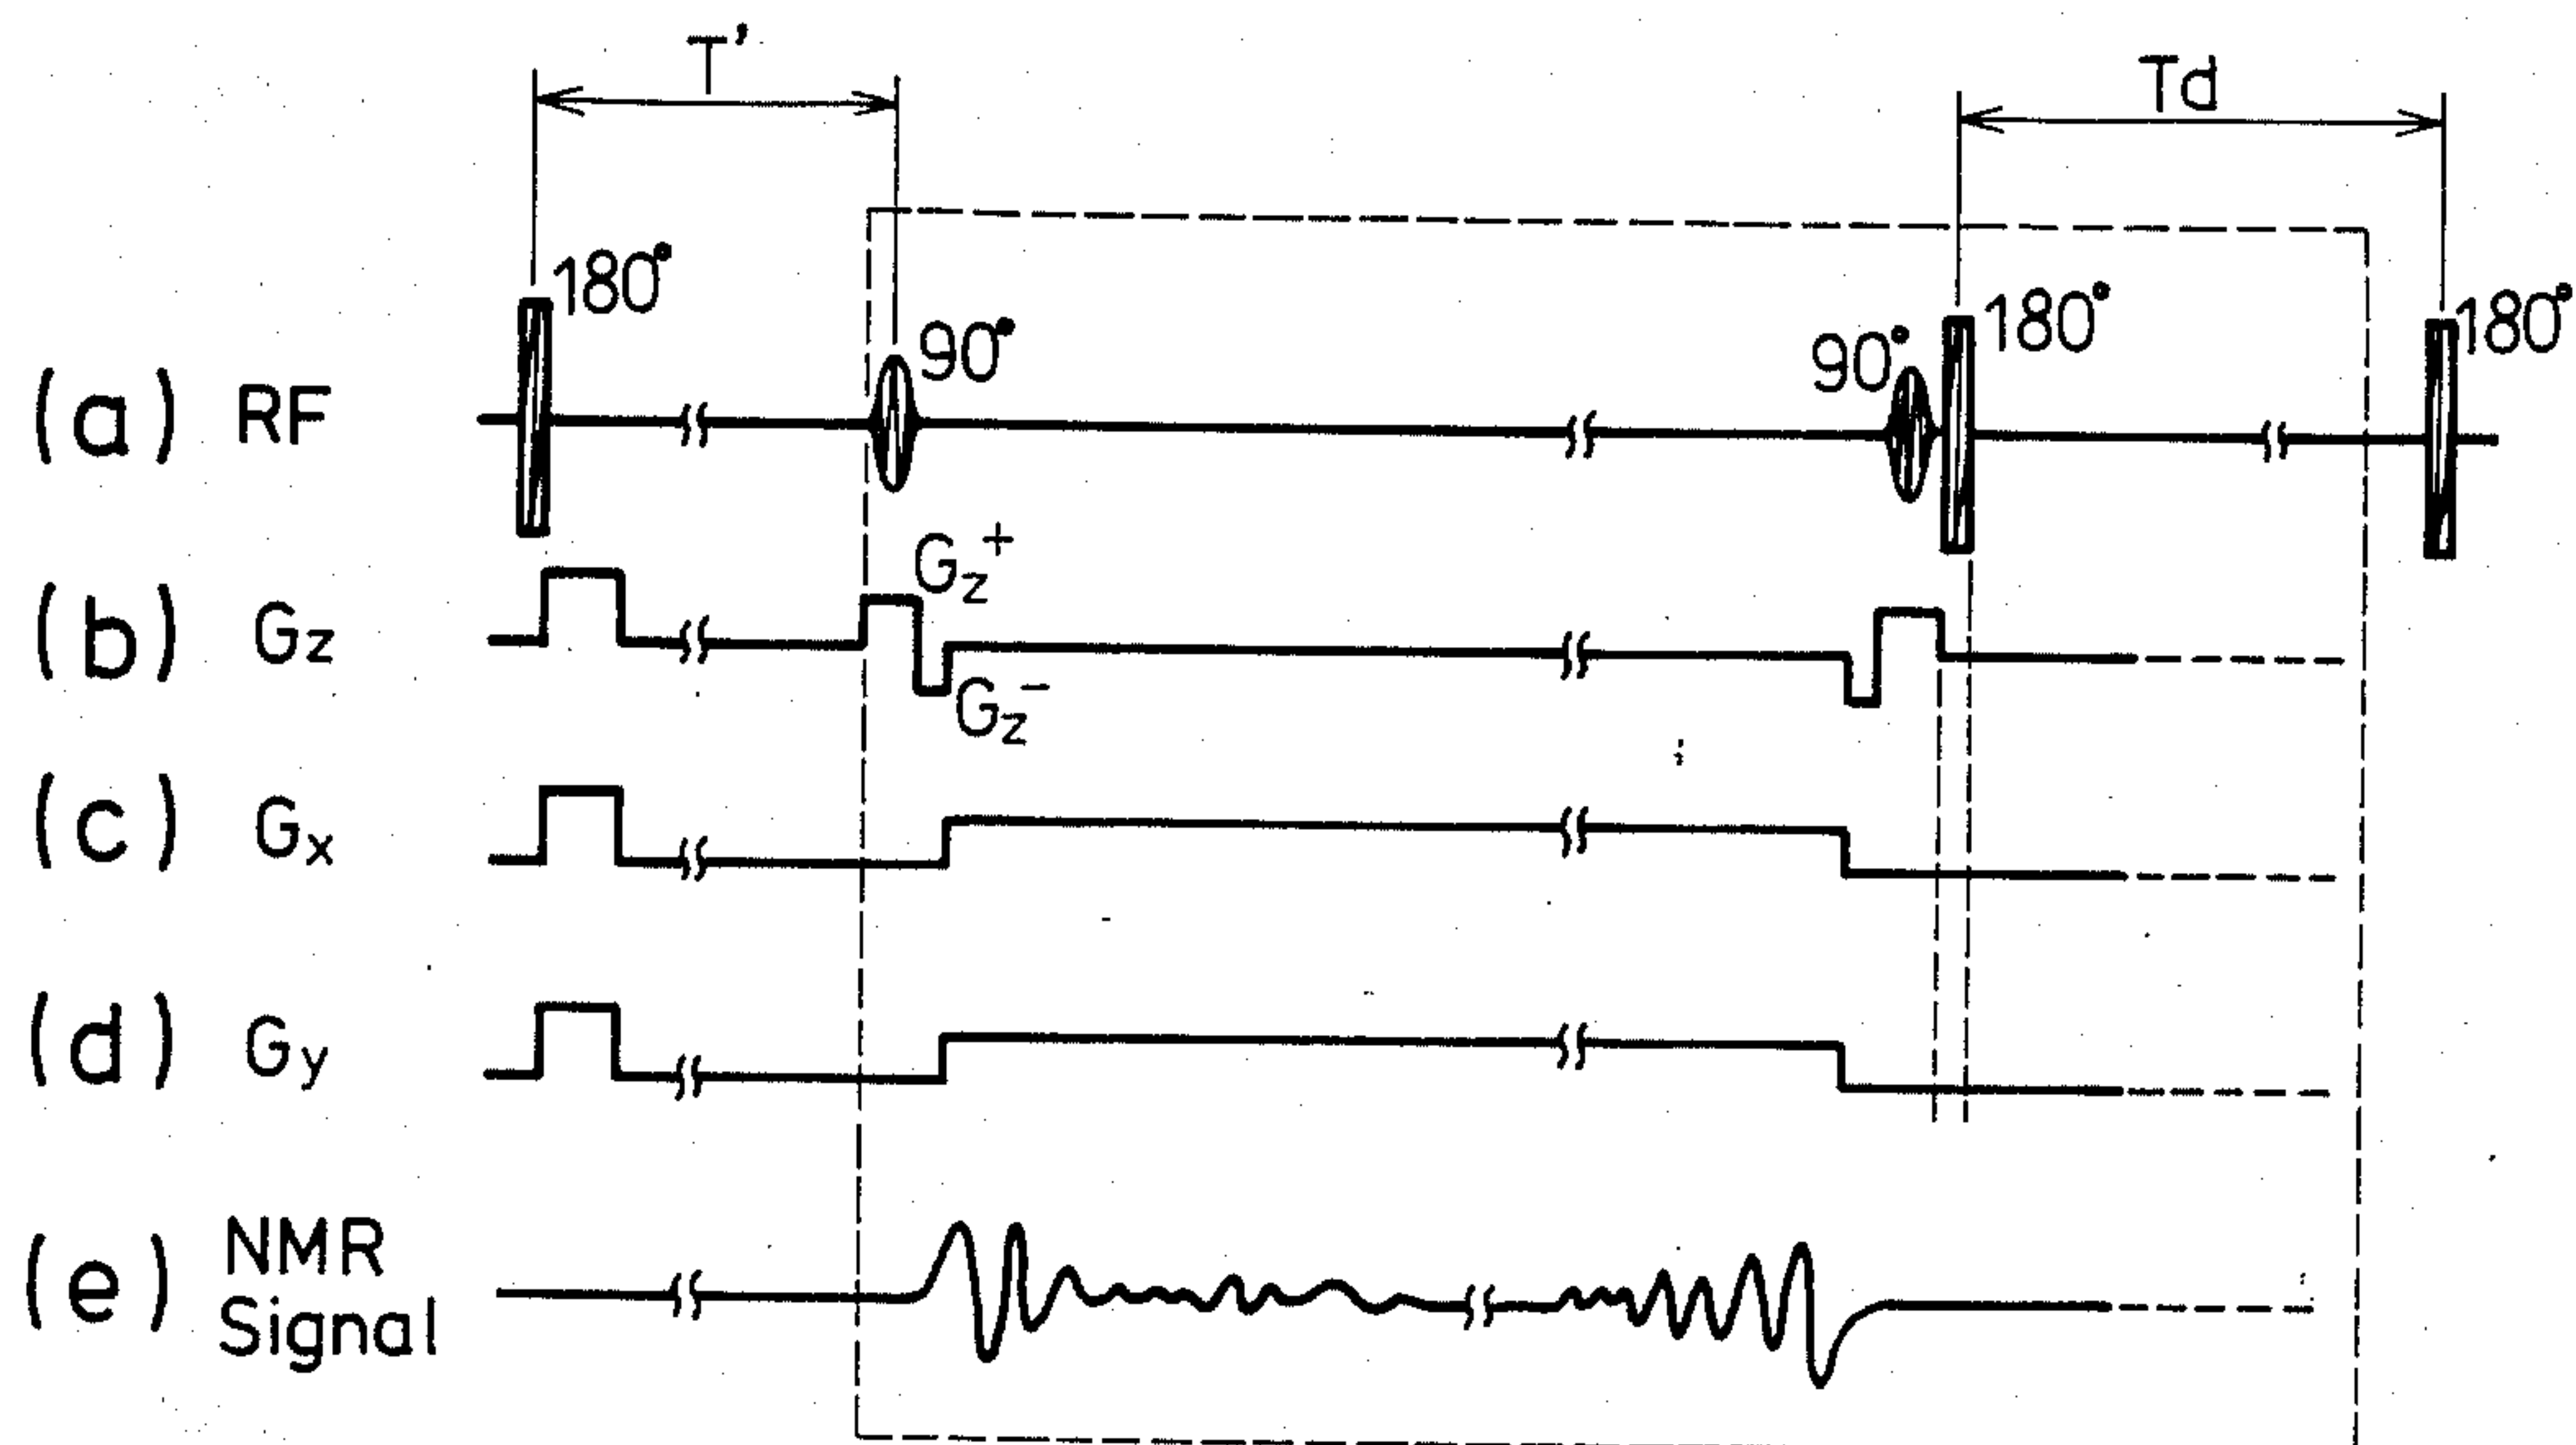 T' Td
180° 90° 90° 180° 180°
(a) RF
(b) Gz Gz+ Gz−
(c) Gx
(d) Gy
(e) NMR Signal